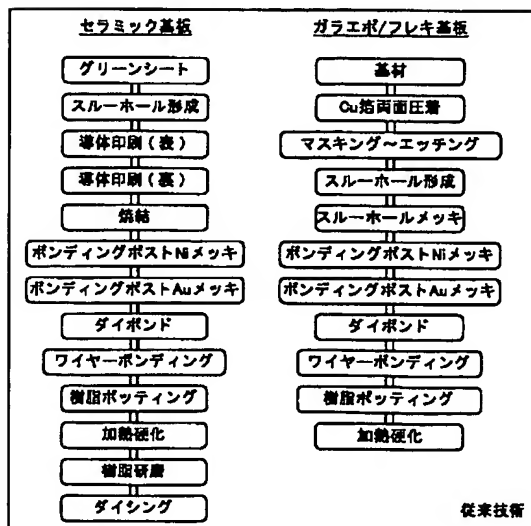 セラミック基板
グリーンシート
スルーホール形成
導体印刷(表)
導体印刷(裏)
焼結
ボンディングポストNiメッキ
ボンディングポストAuメッキ
ダイボンド
ワイヤーボンディング
樹脂ポッティング
加熱硬化
樹脂研磨
ダイシング
ガラエポ/フレキ基板
基材
Cu箔両面圧着
マスキング~エッチング
スルーホール形成
スルーホールメッキ
ボンディングポストNiメッキ
ボンディングポストAuメッキ
ダイボンド
ワイヤーボンディング
樹脂ポッティング
加熱硬化
従来技術